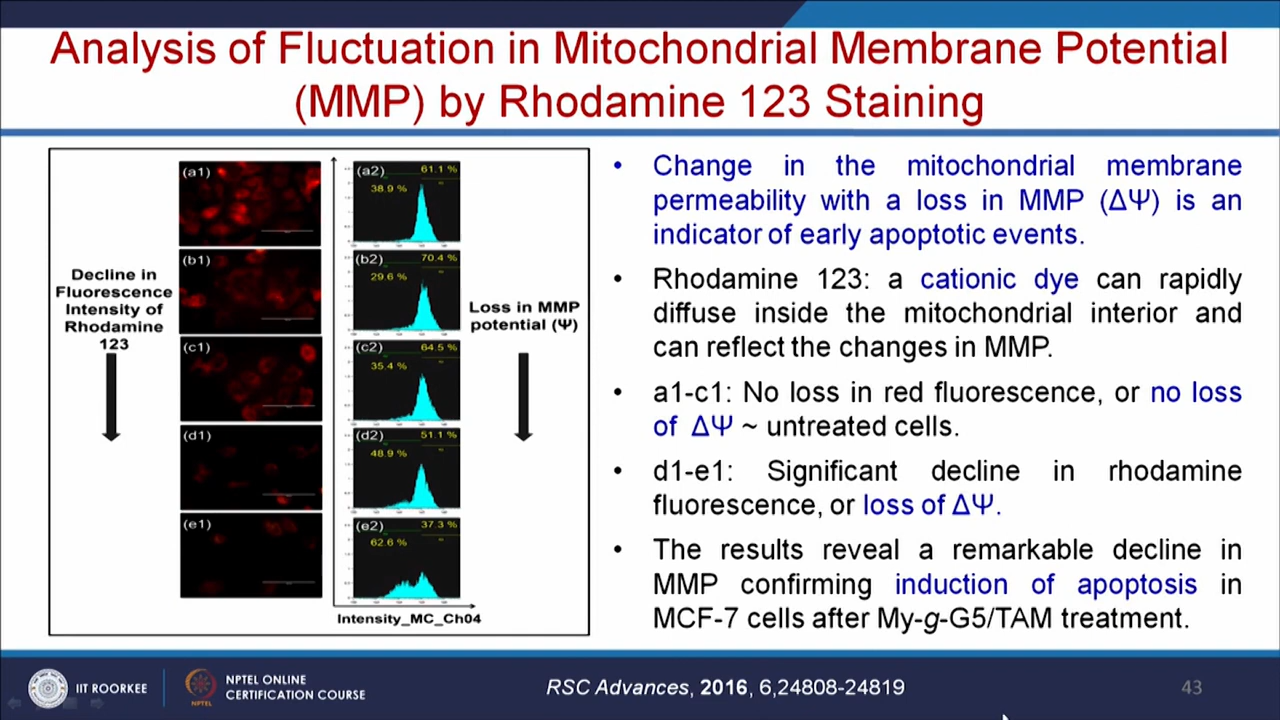 Analysis of Fluctuation in Mitochondrial Membrane Potential
(MMP) by Rhodamine 123 Staining
Decline in
Fluorescence
Intensity of
Rhodamine
123
(a1)
(b1)
(c1)
(d1)
(e1)
(a2) 61.1 %
38.9 %
(b2) 70.4 %
29.6 %
(c2) 64.5 %
35.4 %
(d2) 51.1 %
48.9 %
(e2) 37.3 %
62.6 %
Intensity_MC_Ch04
Loss in MMP
potential (Ψ)
• Change in the mitochondrial membrane
permeability with a loss in MMP (ΔΨ) is an
indicator of early apoptotic events.
• Rhodamine 123: a cationic dye can rapidly
diffuse inside the mitochondrial interior and
can reflect the changes in MMP.
• a1-c1: No loss in red fluorescence, or no loss
of ΔΨ ~ untreated cells.
• d1-e1: Significant decline in rhodamine
fluorescence, or loss of ΔΨ.
• The results reveal a remarkable decline in
MMP confirming induction of apoptosis in
MCF-7 cells after My-g-G5/TAM treatment.
IIT ROORKEE
NPTEL
NPTEL ONLINE
CERTIFICATION COURSE
RSC Advances, 2016, 6,24808-24819
43